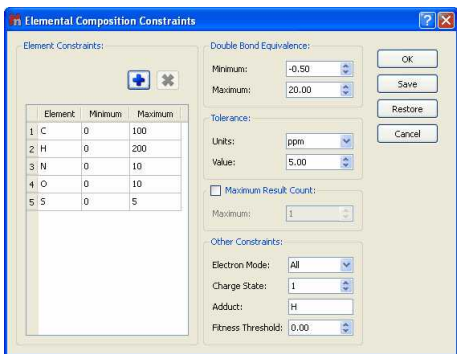 Elemental Composition Constraints
Element Constraints:
Element Minimum Maximum
1 C 0 100
2 H 0 200
3 N 0 10
4 O 0 10
5 S 0 5
Double Bond Equivalence:
Minimum: -0.50
Maximum: 20.00
Tolerance:
Units: ppm
Value: 5.00
Maximum Result Count:
Maximum: 1
Other Constraints:
Electron Mode: All
Charge State: 1
Adduct: H
Fitness Threshold: 0.00
OK
Save
Restore
Cancel